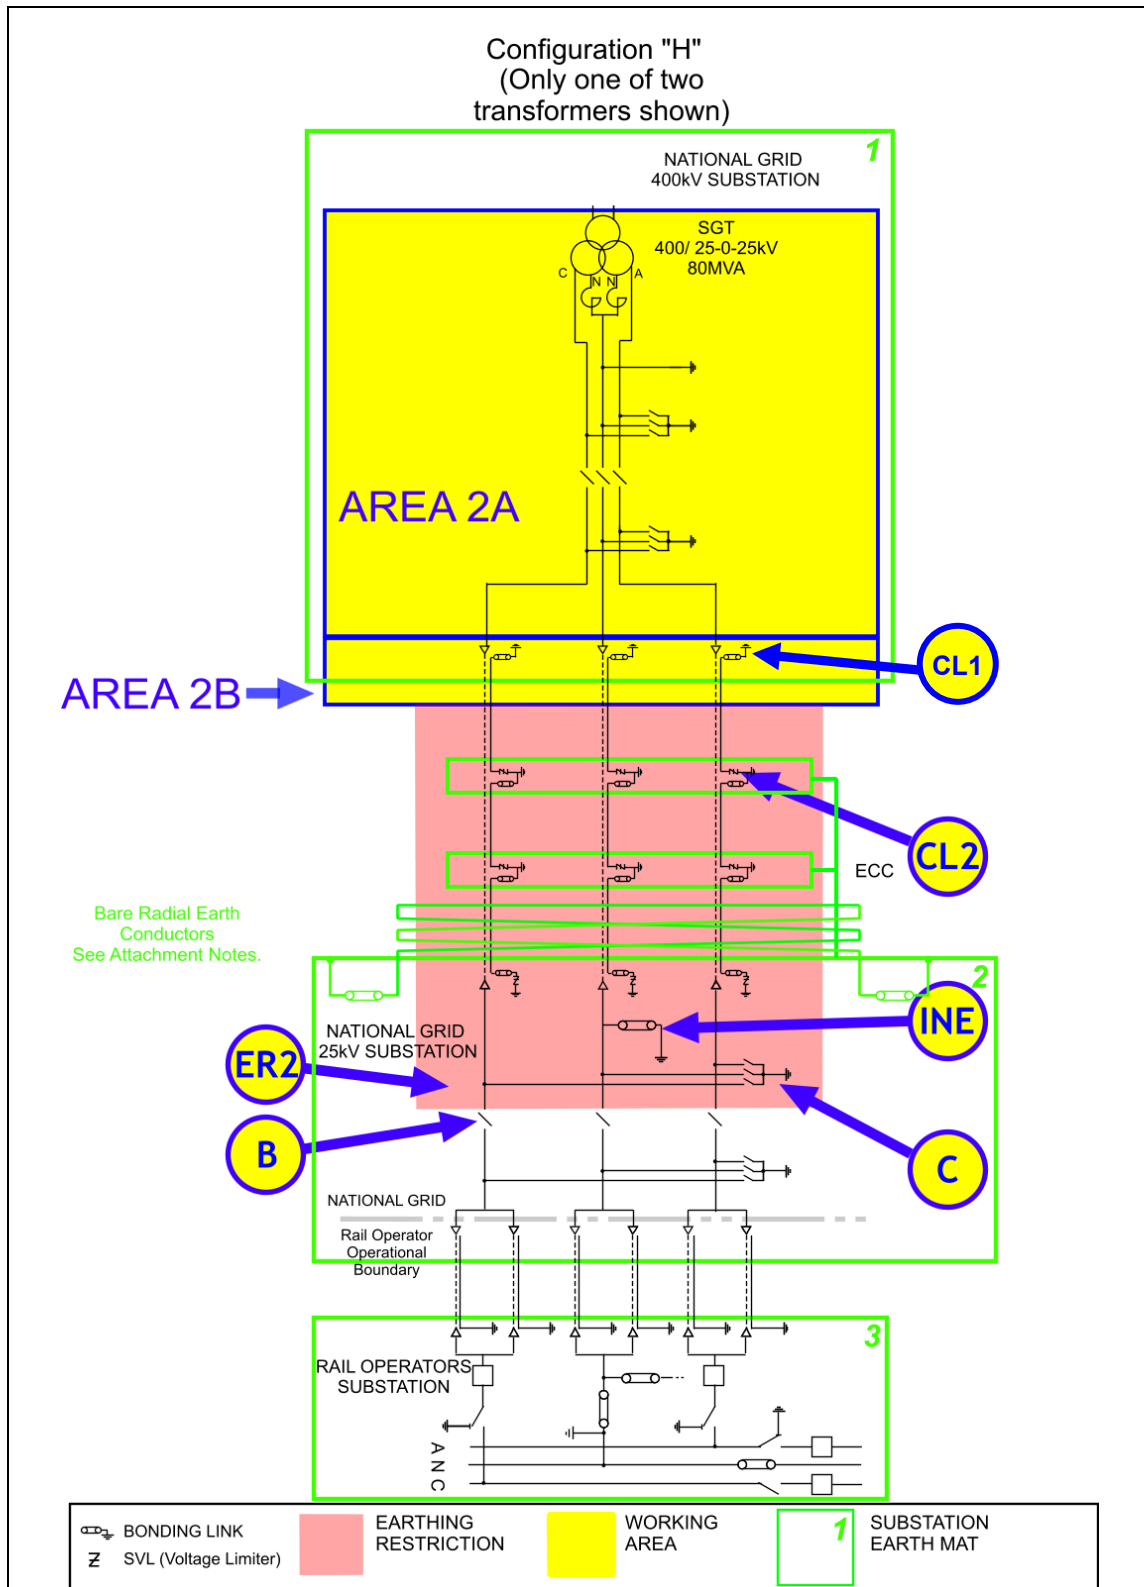 Configuration "H"
(Only one of two
transformers shown)
1
NATIONAL GRID
400kV SUBSTATION
SGT
400/ 25-0-25kV
80MVA
C
N N
A
AREA 2A
CL1
AREA 2B
CL2
ECC
Bare Radial Earth
Conductors
See Attachment Notes.
2
INE
NATIONAL GRID
25kV SUBSTATION
ER2
B
C
NATIONAL GRID
Rail Operator
Operational
Boundary
3
RAIL OPERATORS
SUBSTATION
A
N
C
BONDING LINK
SVL (Voltage Limiter)
EARTHING
RESTRICTION
WORKING
AREA
1
SUBSTATION
EARTH MAT